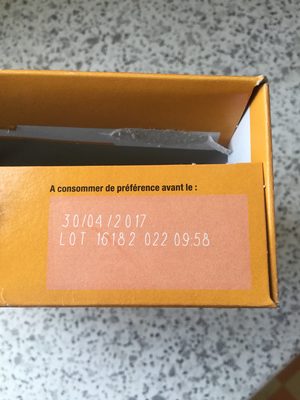 A consommer de préférence avant le :
30/04/2017
LOT 16182 022 09:58